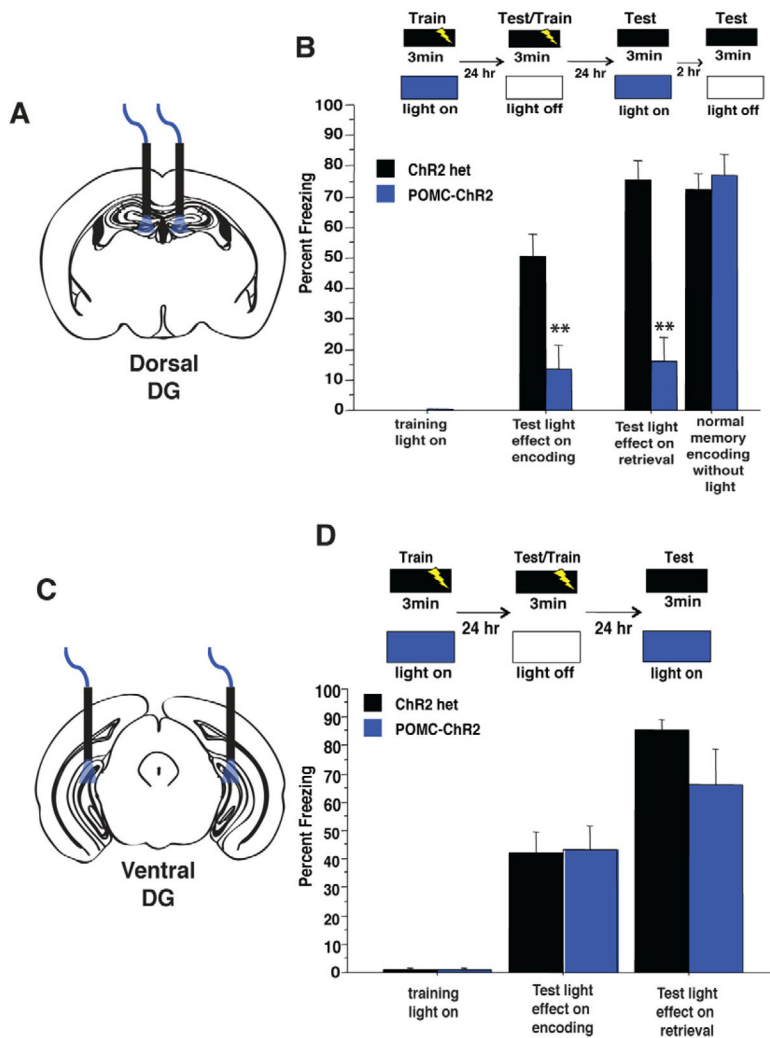 A
Dorsal
DG
B
Train
Test/Train
Test
Test
3min
3min
3min
3min
24 hr
24 hr
2 hr
light on
light off
light on
light off
100
90
80
70
60
50
40
30
20
10
0
Percent Freezing
ChR2 het
POMC-ChR2
**
**
training
light on
Test light
effect on
encoding
Test light
effect on
retrieval
normal
memory
encoding
without
light
C
Ventral
DG
D
Train
Test/Train
Test
3min
3min
3min
24 hr
24 hr
light on
light off
light on
100
90
80
70
60
50
40
30
20
10
0
Percent Freezing
ChR2 het
POMC-ChR2
training
light on
Test light
effect on
encoding
Test light
effect on
retrieval